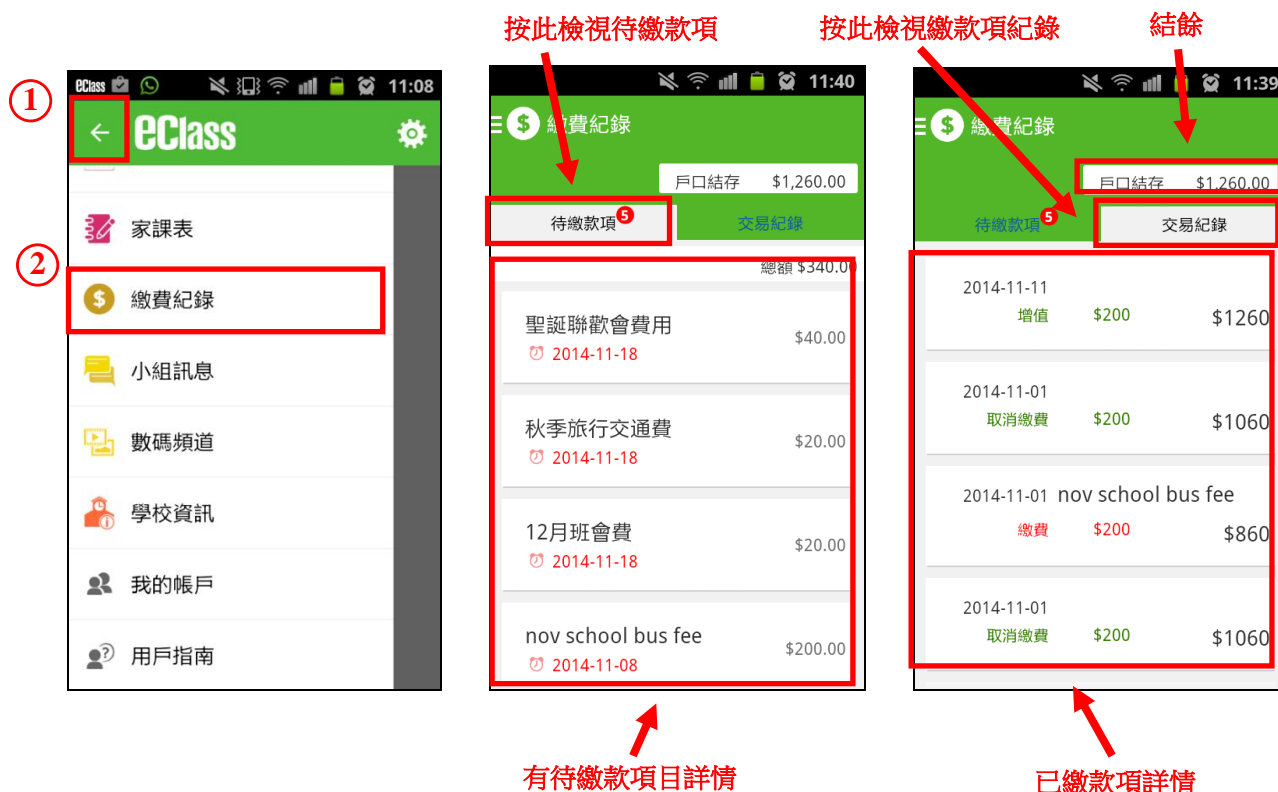 按此檢視待繳款項
按此檢視繳款項紀錄
結餘
①
eClass 11:08
eClass
家課表
②
繳費紀錄
小組訊息
數碼頻道
學校資訊
我的帳戶
用戶指南
11:40
$ 繳費紀錄
戶口結存 $1,260.00
待繳款項 5 交易紀錄
總額 $340.00
聖誕聯歡會費用
$40.00
2014-11-18
秋季旅行交通費
$20.00
2014-11-18
12月班會費
$20.00
2014-11-18
nov school bus fee
$200.00
2014-11-08
有待繳款項目詳情
11:39
$ 繳費紀錄
戶口結存 $1,260.00
待繳款項 5 交易紀錄
2014-11-11
增值 $200 $1260
2014-11-01
取消繳費 $200 $1060
2014-11-01 nov school bus fee
繳費 $200 $860
2014-11-01
取消繳費 $200 $1060
已繳款項詳情